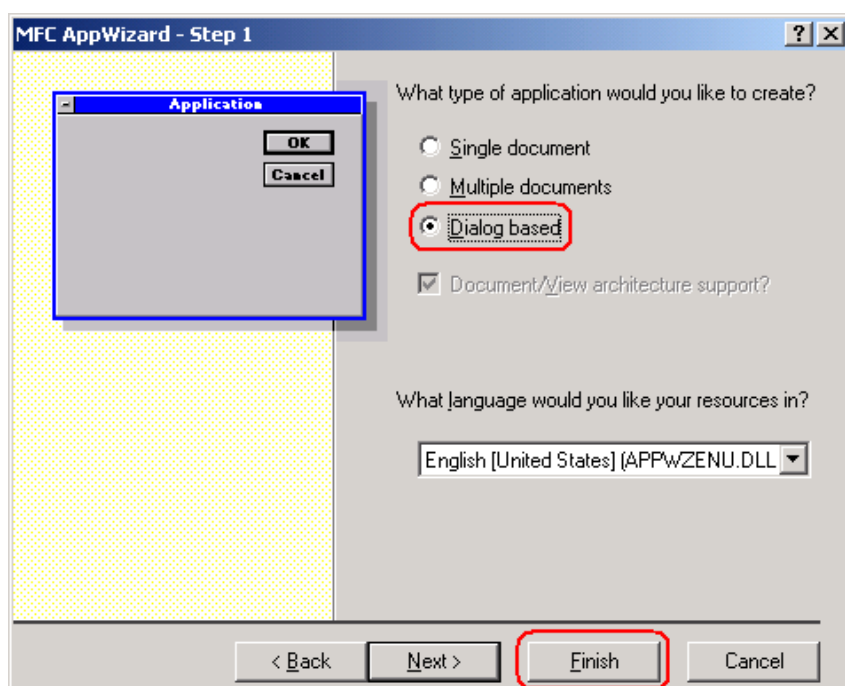 MFC AppWizard - Step 1
Application
OK
Cancel
What type of application would you like to create?
Single document
Multiple documents
Dialog based
Document/View architecture support?
What language would you like your resources in?
English [United States] (APPWZENU.DLL
< Back
Next >
Finish
Cancel